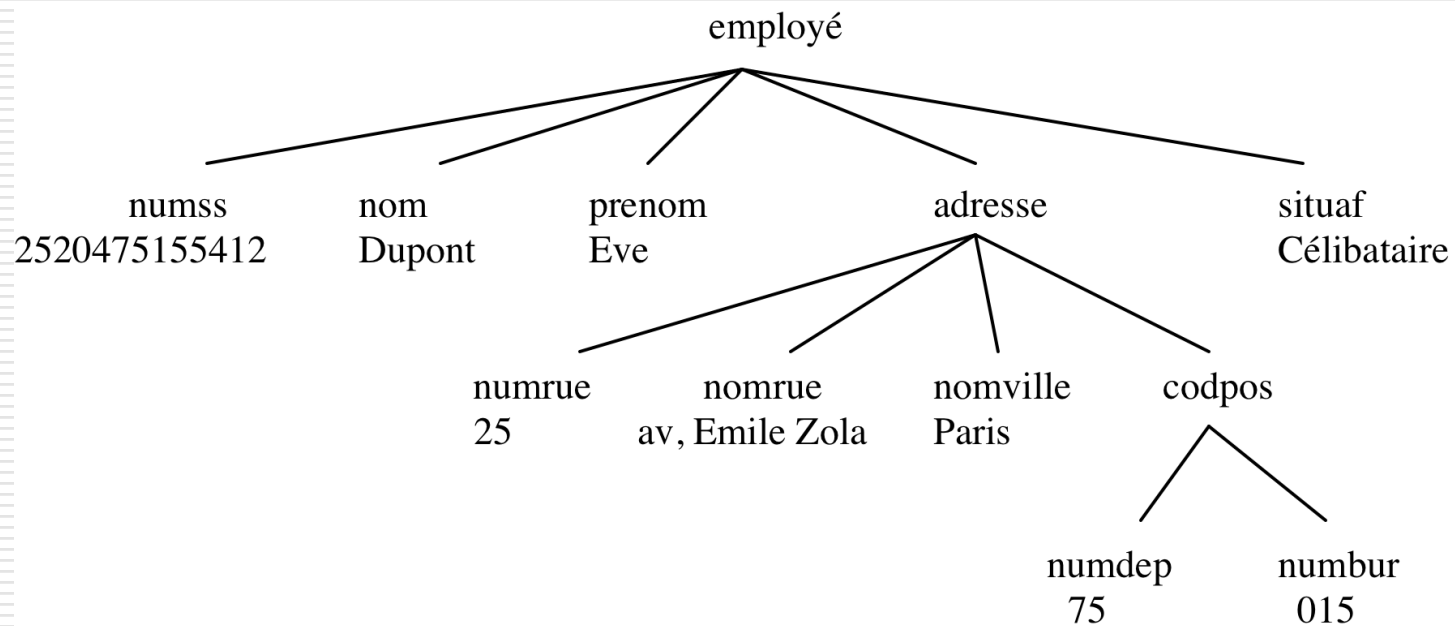 employé
numss nom prenom adresse situaf
2520475155412 Dupont Eve Célibataire
numrue nomrue nomville codpos
25 av, Emile Zola Paris
numdep numbur
75 015